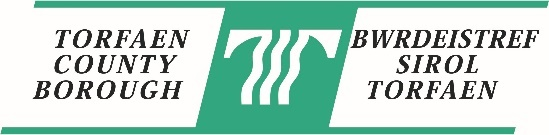 TORFAEN
COUNTY
BOROUGH
BWRDEISTREF
SIROL
TORFAEN